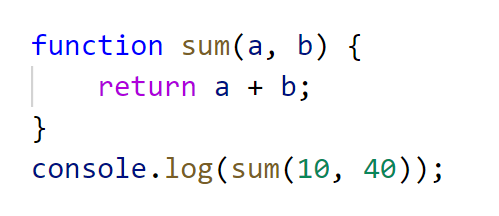 function sum(a, b) {
    return a + b;
}
console.log(sum(10, 40));